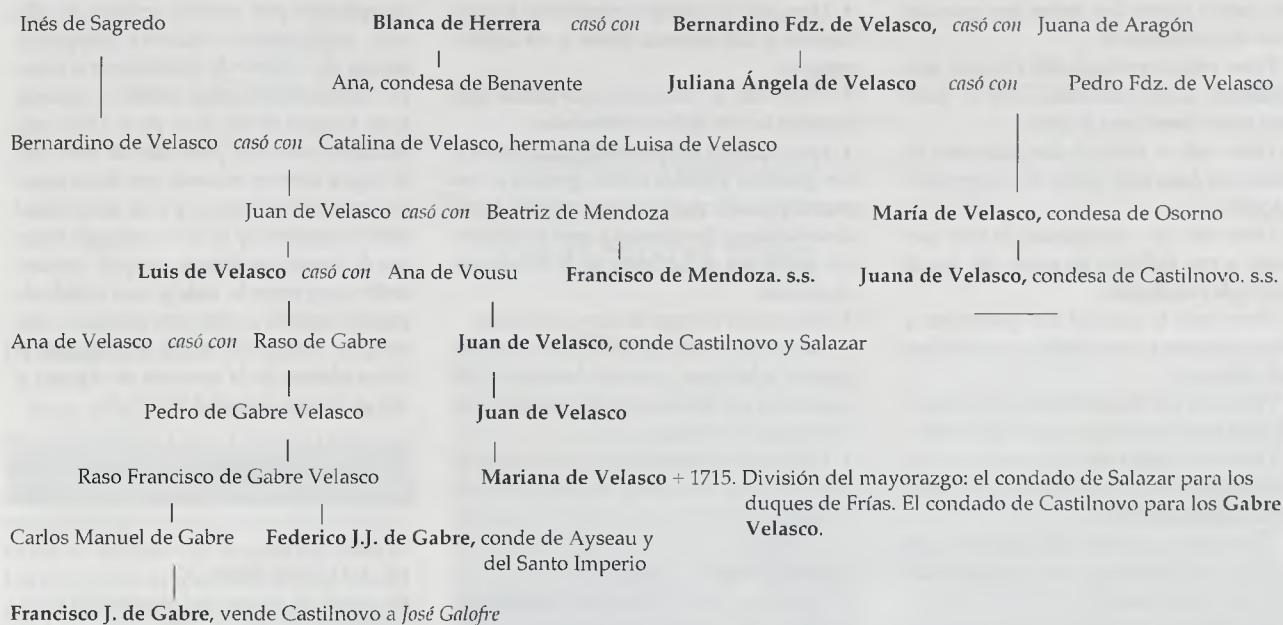 Inés de Sagredo Blanca de Herrera casó con Bernardino Fdz. de Velasco, casó con Juana de Aragón
Ana, condesa de Benavente Juliana Ángela de Velasco casó con Pedro Fdz. de Velasco
Bernardino de Velasco casó con Catalina de Velasco, hermana de Luisa de Velasco
Juan de Velasco casó con Beatriz de Mendoza María de Velasco, condesa de Osorno
Luis de Velasco casó con Ana de Vousu Francisco de Mendoza. s.s. Juana de Velasco, condesa de Castilnovo. s.s.
Ana de Velasco casó con Raso de Gabre Juan de Velasco, conde Castilnovo y Salazar
Pedro de Gabre Velasco Juan de Velasco
Raso Francisco de Gabre Velasco Mariana de Velasco + 1715. División del mayorazgo: el condado de Salazar para los
duques de Frías. El condado de Castilnovo para los Gabre
Velasco.
Carlos Manuel de Gabre Federico J.J. de Gabre, conde de Ayseau y
del Santo Imperio
Francisco J. de Gabre, vende Castilnovo a José Galofre